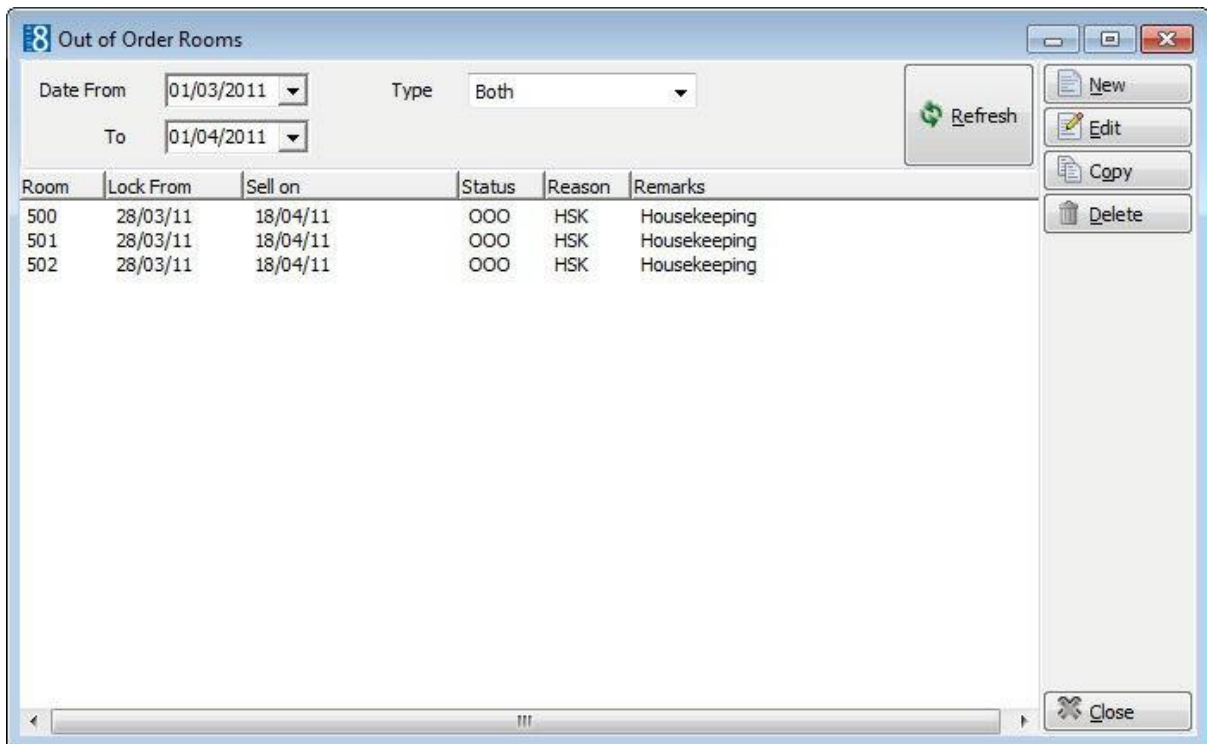 8 Out of Order Rooms
Date From 01/03/2011 Type Both
To 01/04/2011
Refresh
New
Edit
Copy
Delete
Room Lock From Sell on Status Reason Remarks
500 28/03/11 18/04/11 OOO HSK Housekeeping
501 28/03/11 18/04/11 OOO HSK Housekeeping
502 28/03/11 18/04/11 OOO HSK Housekeeping
Close